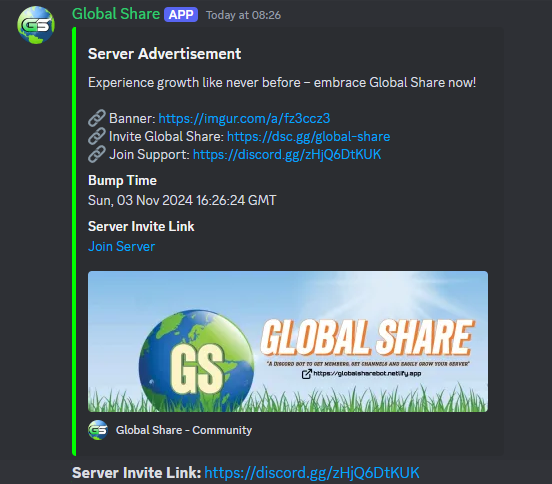 GS
Global Share APP Today at 08:26
Server Advertisement
Experience growth like never before – embrace Global Share now!
Banner: https://imgur.com/a/fz3ccz3
Invite Global Share: https://dsc.gg/global-share
Join Support: https://discord.gg/zHjQ6DtKUK
Bump Time
Sun, 03 Nov 2024 16:26:24 GMT
Server Invite Link
Join Server
GS
GLOBAL SHARE
"A DISCORD BOT TO GET MEMBERS, GET CHANNELS AND EASILY GROW YOUR SERVER"
https://globalsharebot.netlify.app
GS
Global Share - Community
Server Invite Link: https://discord.gg/zHjQ6DtKUK